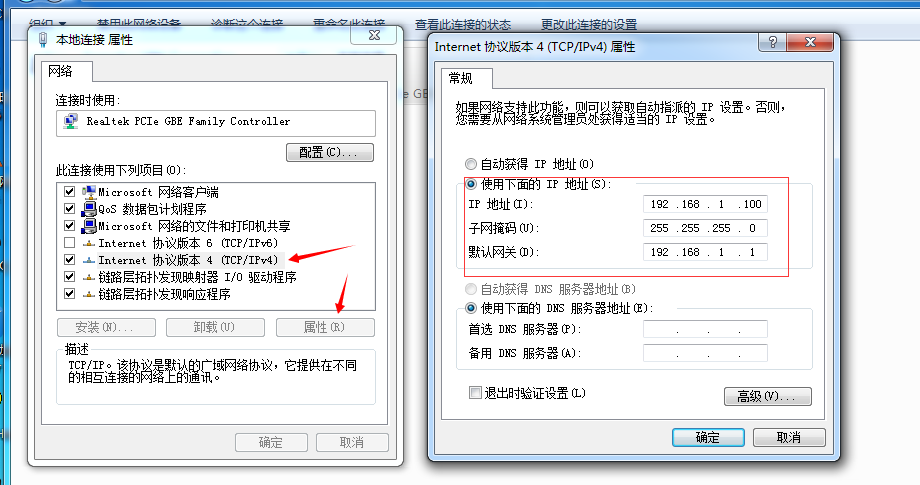 组织 禁用此网络设备 诊断这个连接 重命名此连接 查看此连接的状态 更改此连接的设置
本地连接 属性
网络
连接时使用:
Realtek PCIe GBE Family Controller
配置(C)...
此连接使用下列项目(O):
Microsoft 网络客户端
QoS 数据包计划程序
Microsoft 网络的文件和打印机共享
Internet 协议版本 6 (TCP/IPv6)
Internet 协议版本 4 (TCP/IPv4)
链路层拓扑发现映射器 I/O 驱动程序
链路层拓扑发现响应程序
安装(N)... 卸载(U) 属性(R)
描述
TCP/IP。该协议是默认的广域网络协议，它提供在不同
的相互连接的网络上的通讯。
确定 取消
e GBE
Internet 协议版本 4 (TCP/IPv4) 属性
常规
如果网络支持此功能，则可以获取自动指派的 IP 设置。否则，
您需要从网络系统管理员处获得适当的 IP 设置。
自动获得 IP 地址(O)
使用下面的 IP 地址(S):
IP 地址(I): 192 .168 . 1 .100
子网掩码(U): 255 .255 .255 . 0
默认网关(D): 192 .168 . 1 . 1
自动获得 DNS 服务器地址(B)
使用下面的 DNS 服务器地址(E):
首选 DNS 服务器(P): . . .
备用 DNS 服务器(A): . . .
退出时验证设置(L)
高级(V)...
确定 取消